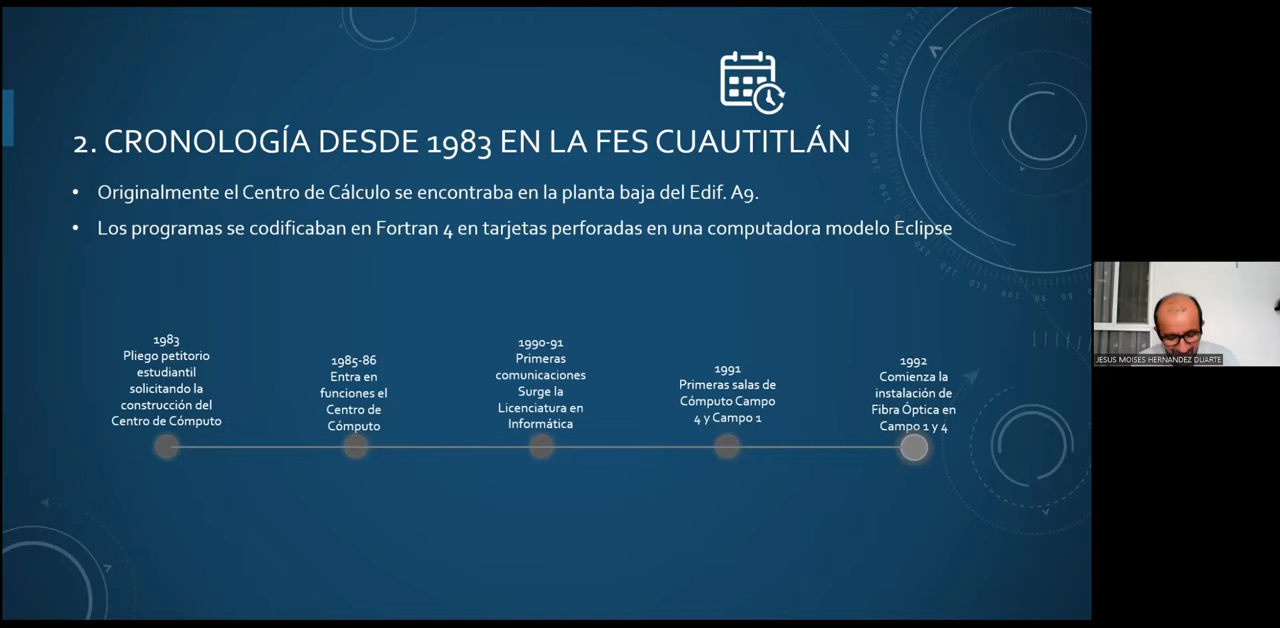 2. CRONOLOGÍA DESDE 1983 EN LA FES CUAUTITLÁN
• Originalmente el Centro de Cálculo se encontraba en la planta baja del Edif. A9.
• Los programas se codificaban en Fortran 4 en tarjetas perforadas en una computadora modelo Eclipse
1983
Pliego petitorio
estudiantil
solicitando la
construcción del
Centro de Cómputo
1985-86
Entra en
funciones el
Centro de
Cómputo
1990-91
Primeras
comunicaciones
Surge la
Licenciatura en
Informática
1991
Primeras salas de
Cómputo Campo
4 y Campo 1
1992
Comienza la
instalación de
Fibra Óptica en
Campo 1 y 4
JESUS MOISES HERNANDEZ DUARTE